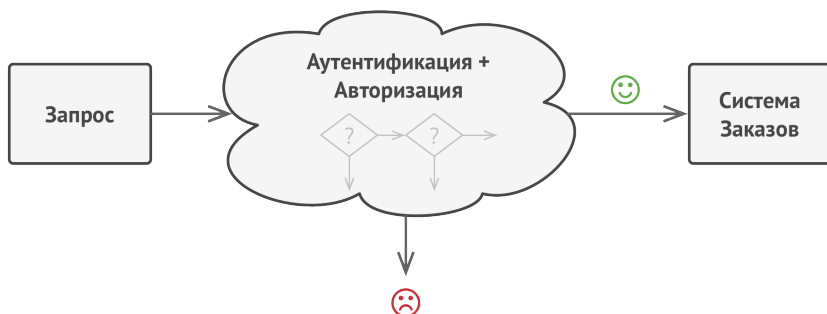 Аутентификация +
Авторизация
Запрос
? ?
Система
Заказов